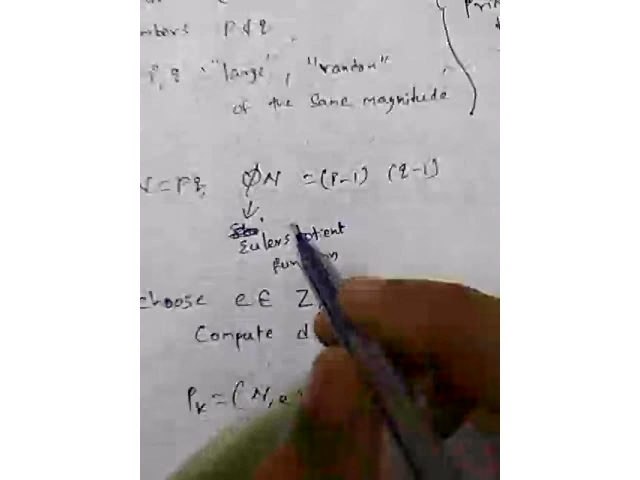 mbers P & q
P, q "large", "random"
of the same magnitude
N = pq, ϕN = (P-1) (q-1)
↓
Eulers totient
function
choose e ∈ Z
Compute d
Pk = (N, e